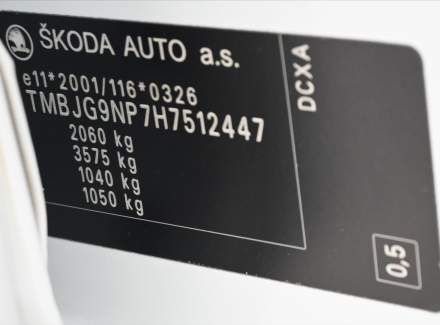 ŠKODA AUTO a.s.
e11*2001/116*0326
TMBJG9NP7H7512447
2060 kg
3575 kg
1040 kg
1050 kg
DCXA
0,5